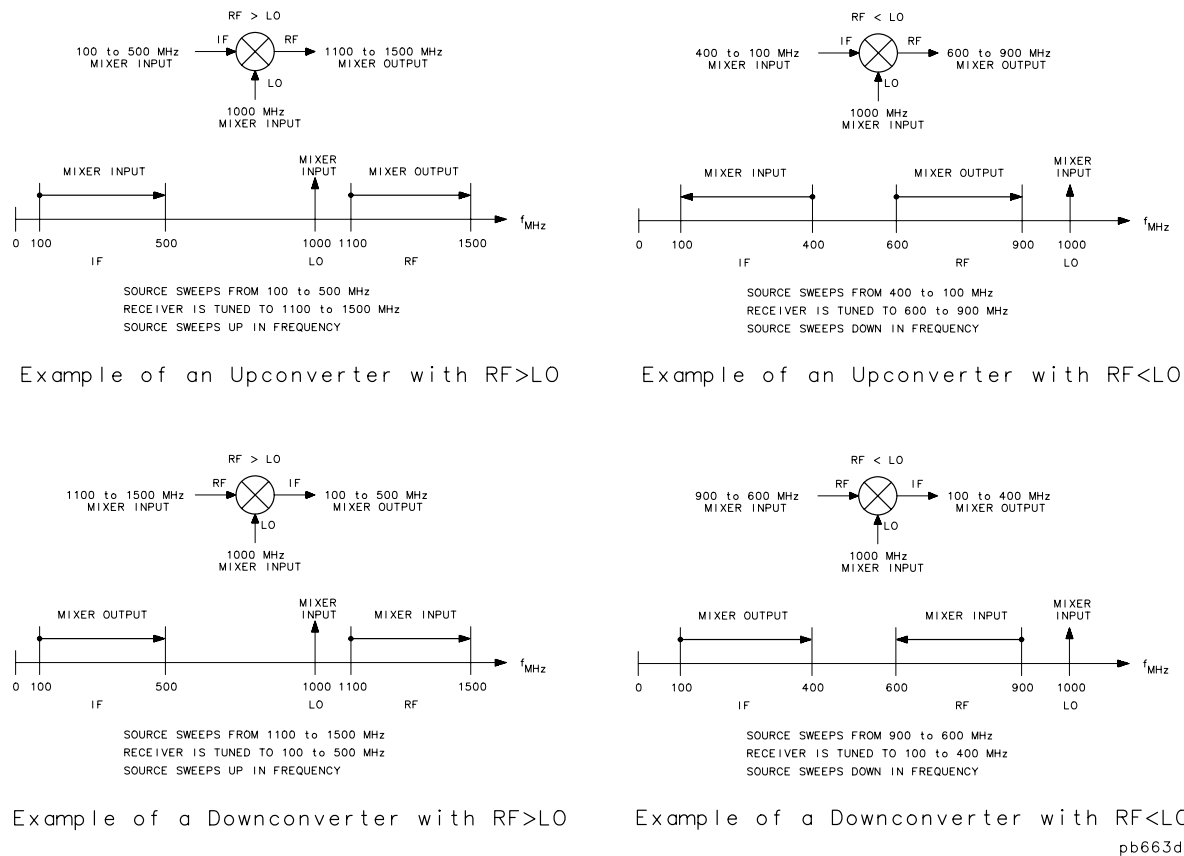 RF > LO
IF
RF
100 to 500 MHz
MIXER INPUT
1100 to 1500 MHz
MIXER OUTPUT
LO
1000 MHz
MIXER INPUT
MIXER INPUT
MIXER
INPUT
MIXER OUTPUT
fMHz
0 100 500 1000 1100 1500
IF LO RF
SOURCE SWEEPS FROM 100 to 500 MHz
RECEIVER IS TUNED TO 1100 to 1500 MHz
SOURCE SWEEPS UP IN FREQUENCY
Example of an Upconverter with RF>LO
RF < LO
IF
RF
400 to 100 MHz
MIXER INPUT
600 to 900 MHz
MIXER OUTPUT
LO
1000 MHz
MIXER INPUT
MIXER INPUT
MIXER OUTPUT
MIXER
INPUT
fMHz
0 100 400 600 900 1000
IF RF LO
SOURCE SWEEPS FROM 400 to 100 MHz
RECEIVER IS TUNED TO 600 to 900 MHz
SOURCE SWEEPS DOWN IN FREQUENCY
Example of an Upconverter with RF<LO
RF > LO
RF
IF
1100 to 1500 MHz
MIXER INPUT
100 to 500 MHz
MIXER OUTPUT
LO
1000 MHz
MIXER INPUT
MIXER OUTPUT
MIXER
INPUT
MIXER INPUT
fMHz
0 100 500 1000 1100 1500
IF LO RF
SOURCE SWEEPS FROM 1100 to 1500 MHz
RECEIVER IS TUNED TO 100 to 500 MHz
SOURCE SWEEPS UP IN FREQUENCY
Example of a Downconverter with RF>LO
RF < LO
RF
IF
900 to 600 MHz
MIXER INPUT
100 to 400 MHz
MIXER OUTPUT
LO
1000 MHz
MIXER INPUT
MIXER OUTPUT
MIXER INPUT
MIXER
INPUT
fMHz
0 100 400 600 900 1000
IF RF LO
SOURCE SWEEPS FROM 900 to 600 MHz
RECEIVER IS TUNED TO 100 to 400 MHz
SOURCE SWEEPS DOWN IN FREQUENCY
Example of a Downconverter with RF<LO
pb663d